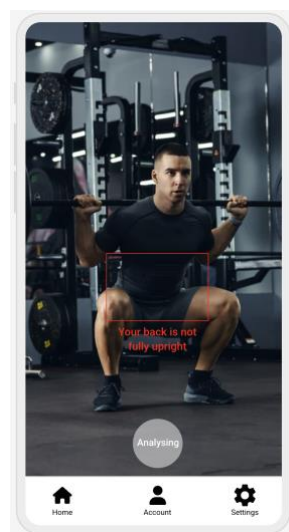 Your back is not
fully upright
Analysing
Home
Account
Settings